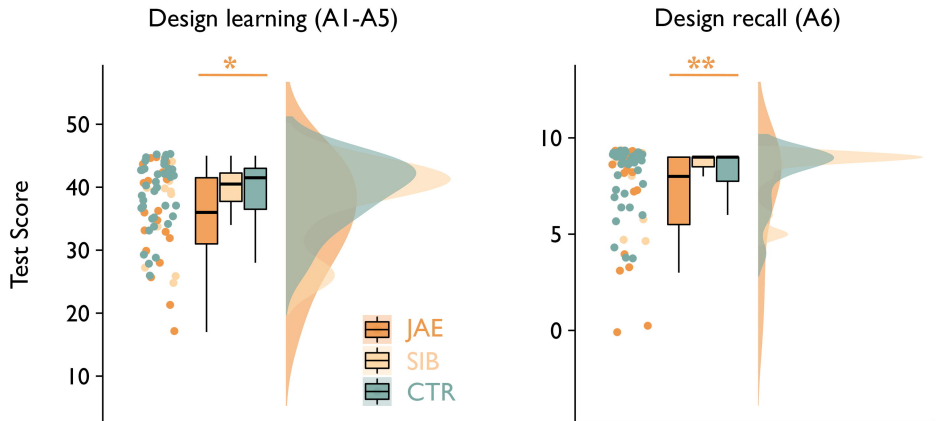 Design learning (A1-A5)
*
50
40
30
20
10
Test Score
JAE
SIB
CTR
Design recall (A6)
**
10
5
0